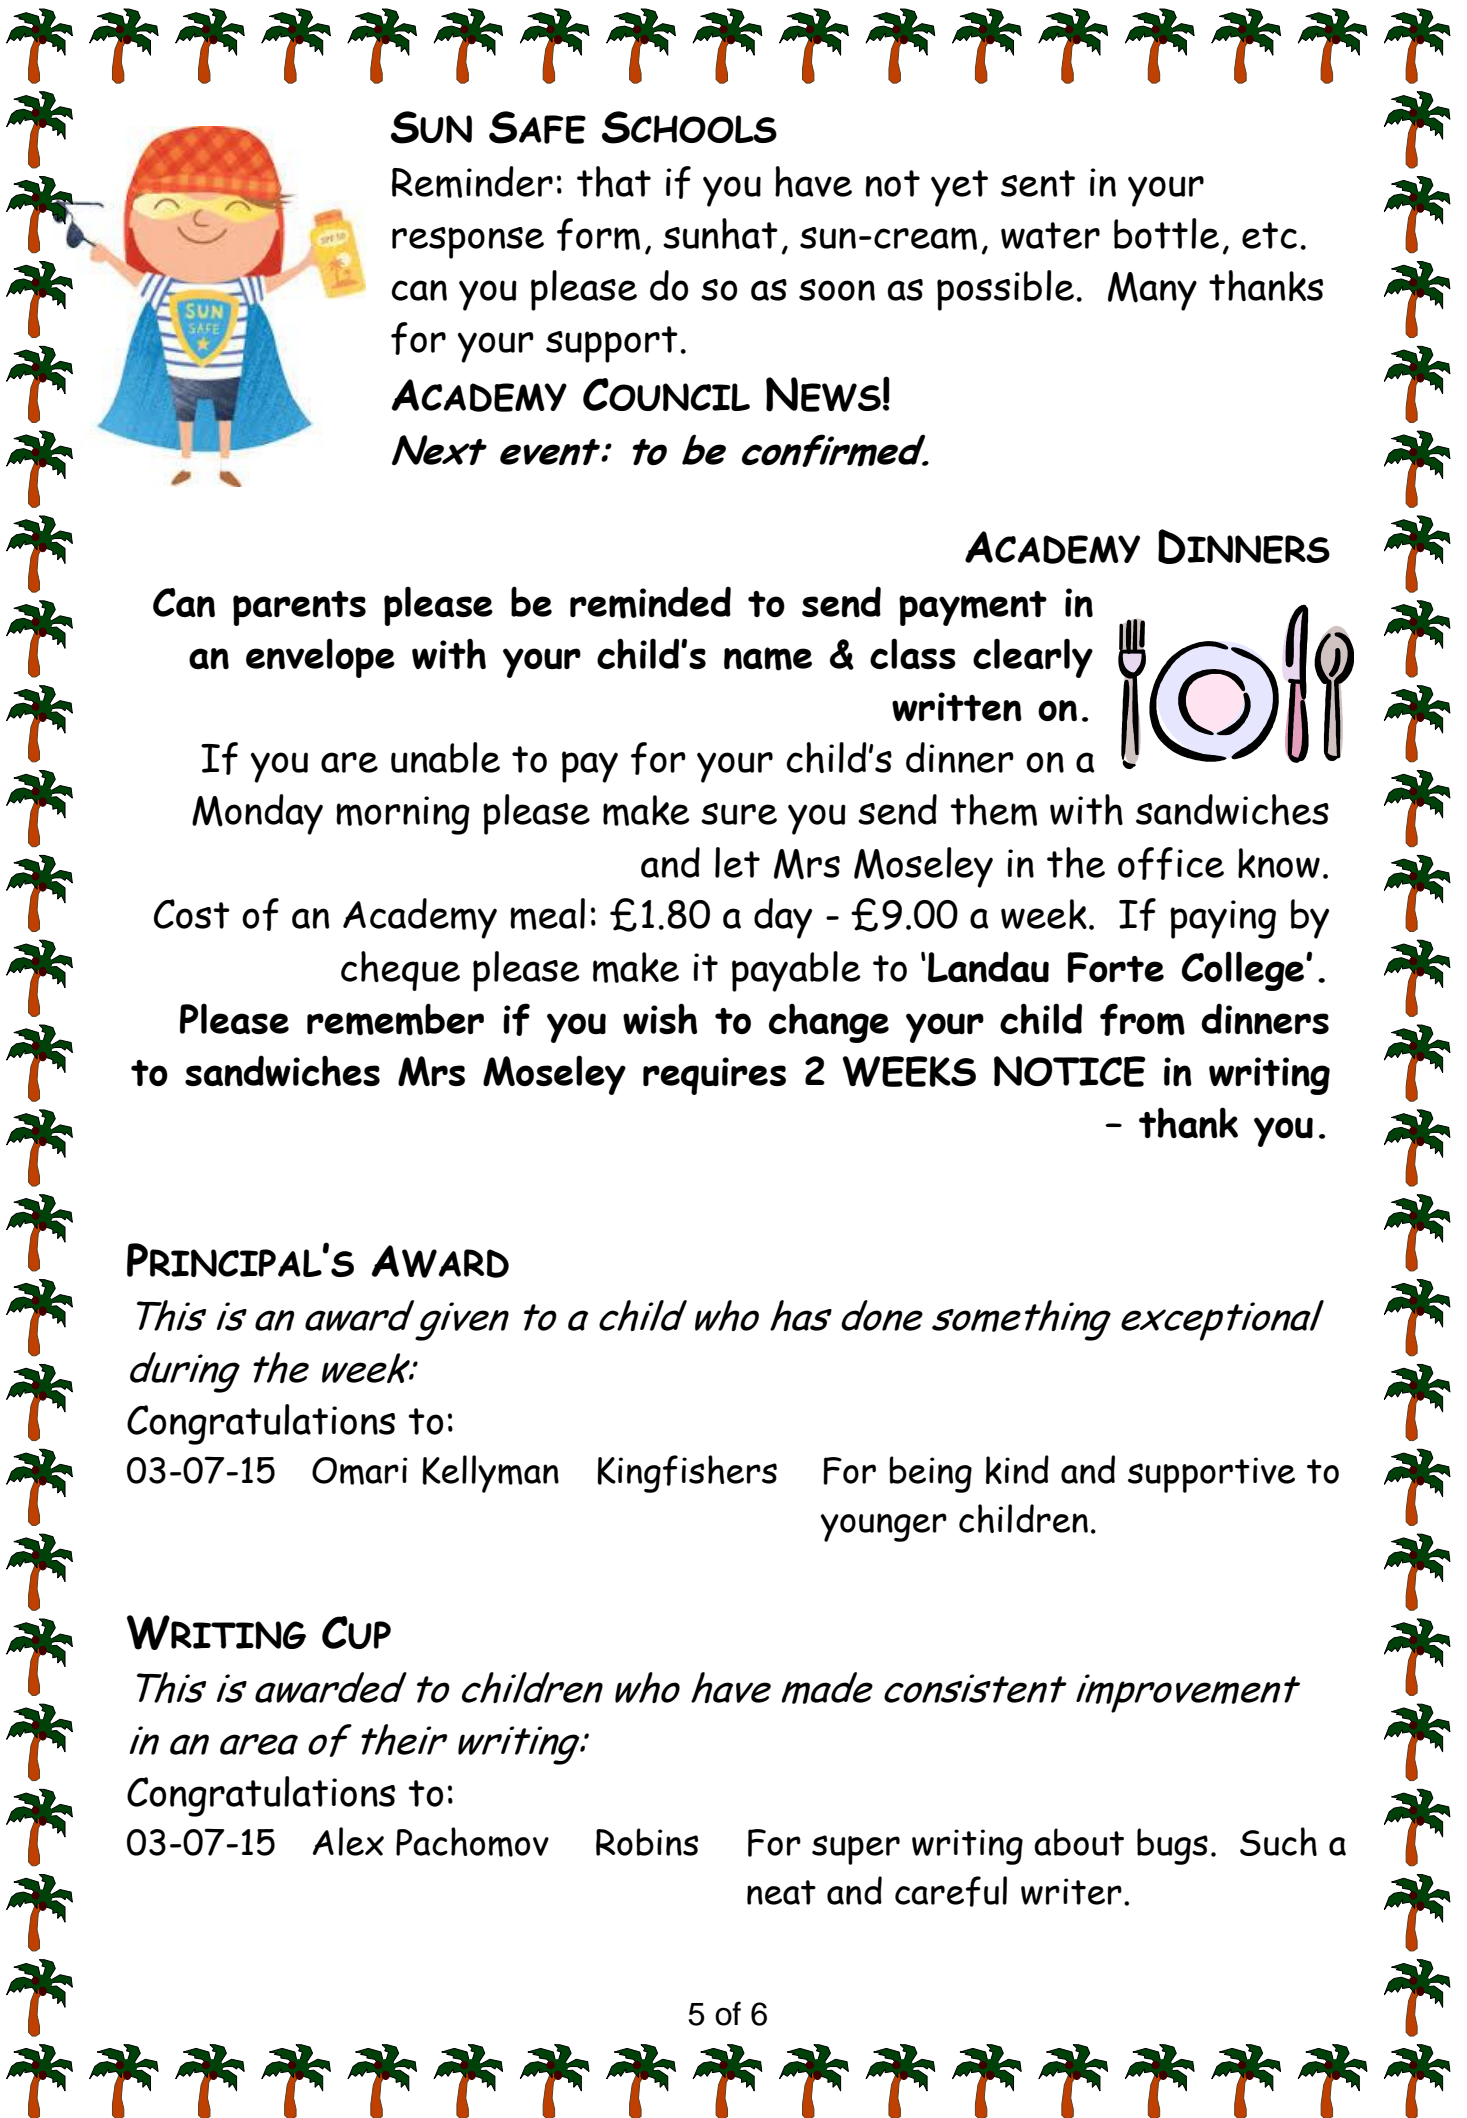 SUN SAFE SCHOOLS
Reminder: that if you have not yet sent in your
response form, sunhat, sun-cream, water bottle, etc.
can you please do so as soon as possible.  Many thanks
for your support.
SPF 50
SUN
SAFE
ACADEMY COUNCIL NEWS!
Next event: to be confirmed.
ACADEMY DINNERS
Can parents please be reminded to send payment in
an envelope with your child's name & class clearly
written on.
If you are unable to pay for your child's dinner on a
Monday morning please make sure you send them with sandwiches
and let Mrs Moseley in the office know.
Cost of an Academy meal: £1.80 a day - £9.00 a week.  If paying by
cheque please make it payable to 'Landau Forte College'.
Please remember if you wish to change your child from dinners
to sandwiches Mrs Moseley requires 2 WEEKS NOTICE in writing
– thank you.
PRINCIPAL'S AWARD
This is an award given to a child who has done something exceptional
during the week:
Congratulations to:
03-07-15 Omari Kellyman Kingfishers For being kind and supportive to
younger children.
WRITING CUP
This is awarded to children who have made consistent improvement
in an area of their writing:
Congratulations to:
03-07-15 Alex Pachomov Robins For super writing about bugs.  Such a
neat and careful writer.
5 of 6